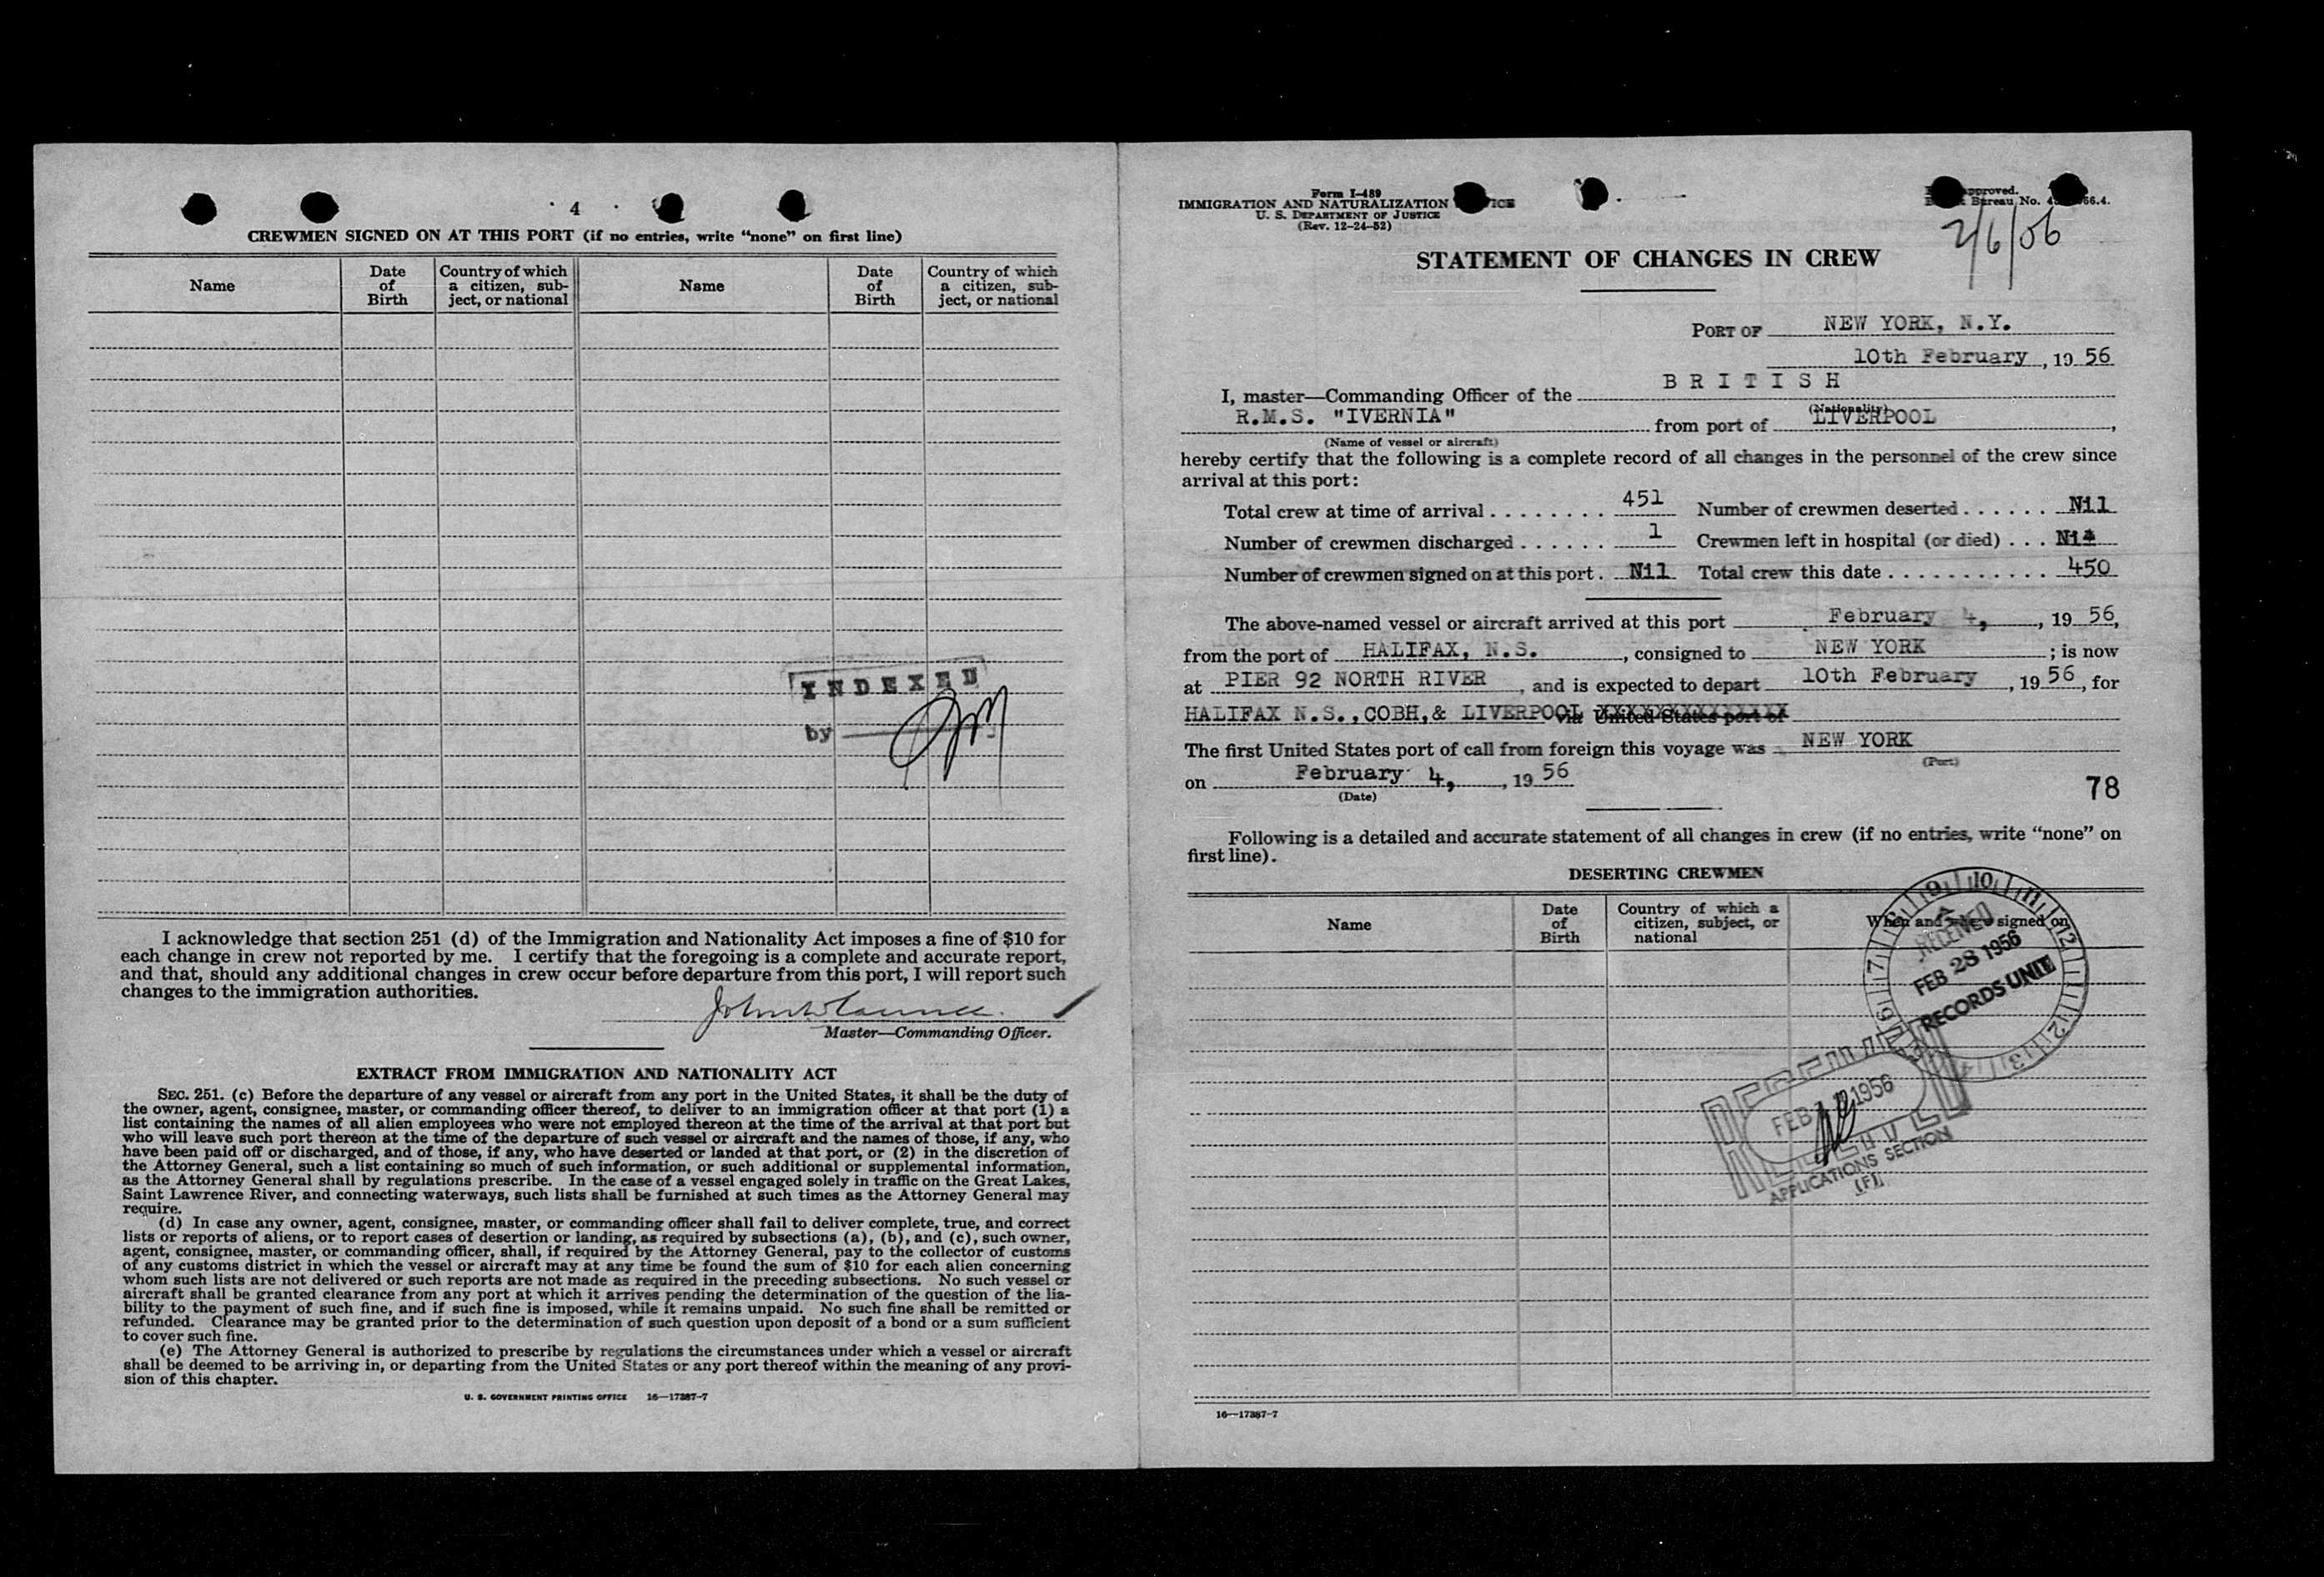 4
CREWMEN SIGNED ON AT THIS PORT (if no entries, write "none" on first line)
Name
Date of Birth
Country of which a citizen, sub-ject, or national
Name
Date of Birth
Country of which a citizen, sub-ject, or national
INDEXED
by
I acknowledge that section 251 (d) of the Immigration and Nationality Act imposes a fine of $10 for
each change in crew not reported by me. I certify that the foregoing is a complete and accurate report,
and that, should any additional changes in crew occur before departure from this port, I will report such
changes to the immigration authorities.
Master—Commanding Officer.
EXTRACT FROM IMMIGRATION AND NATIONALITY ACT
SEC. 251. (c) Before the departure of any vessel or aircraft from any port in the United States, it shall be the duty of
the owner, agent, consignee, master, or commanding officer thereof, to deliver to an immigration officer at that port (1) a
list containing the names of all alien employees who were not employed thereon at the time of the arrival at that port but
who will leave such port thereon at the time of the departure of such vessel or aircraft and the names of those, if any, who
have been paid off or discharged, and of those, if any, who have deserted or landed at that port, or (2) in the discretion of
the Attorney General, such a list containing so much of such information, or such additional or supplemental information,
as the Attorney General shall by regulations prescribe. In the case of a vessel engaged solely in traffic on the Great Lakes,
Saint Lawrence River, and connecting waterways, such lists shall be furnished at such times as the Attorney General may
require.
(d) In case any owner, agent, consignee, master, or commanding officer shall fail to deliver complete, true, and correct
lists or reports of aliens, or to report cases of desertion or landing, as required by subsections (a), (b), and (c), such owner,
agent, consignee, master, or commanding officer, shall, if required by the Attorney General, pay to the collector of customs
of any customs district in which the vessel or aircraft may at any time be found the sum of $10 for each alien concerning
whom such lists are not delivered or such reports are not made as required in the preceding subsections. No such vessel or
aircraft shall be granted clearance from any port at which it arrives pending the determination of the question of the lia-
bility to the payment of such fine, and if such fine is imposed, while it remains unpaid. No such fine shall be remitted or
refunded. Clearance may be granted prior to the determination of such question upon deposit of a bond or a sum sufficient
to cover such fine.
(e) The Attorney General is authorized to prescribe by regulations the circumstances under which a vessel or aircraft
shall be deemed to be arriving in, or departing from the United States or any port thereof within the meaning of any provi-
sion of this chapter.
U. S. GOVERNMENT PRINTING OFFICE 16—17387-7
Form I-489
IMMIGRATION AND NATURALIZATION
U. S. DEPARTMENT OF JUSTICE
(Rev. 12-24-52)
approved.
Bureau No. 66.4.
2/6/06
STATEMENT OF CHANGES IN CREW
PORT OF NEW YORK, N.Y.
10th February, 19 56
I, master—Commanding Officer of the BRITISH
(Nationality)
R.M.S. "IVERNIA" from port of LIVERPOOL,
(Name of vessel or aircraft)
hereby certify that the following is a complete record of all changes in the personnel of the crew since
arrival at this port:
Total crew at time of arrival 451 Number of crewmen deserted Nil
Number of crewmen discharged 1 Crewmen left in hospital (or died)
Number of crewmen signed on at this port. Nil Total crew this date 450
The above-named vessel or aircraft arrived at this port February 4, 19 56,
from the port of HALIFAX, N.S., consigned to NEW YORK; is now
at PIER 92 NORTH RIVER, and is expected to depart 10th February, 19 56, for
HALIFAX N.S.,COBH,& LIVERPOOL via United States port of
The first United States port of call from foreign this voyage was NEW YORK
(Port)
on February 4, 19 56
(Date)
78
Following is a detailed and accurate statement of all changes in crew (if no entries, write "none" on
first line).
DESERTING CREWMEN
Name
Date of Birth
Country of which a citizen, subject, or national
When and where signed on
RECEIVED
FEB 28 1956
RECORDS UNIT
FEB 1956
APPLICATIONS SECTION
(F)
16—17387-7